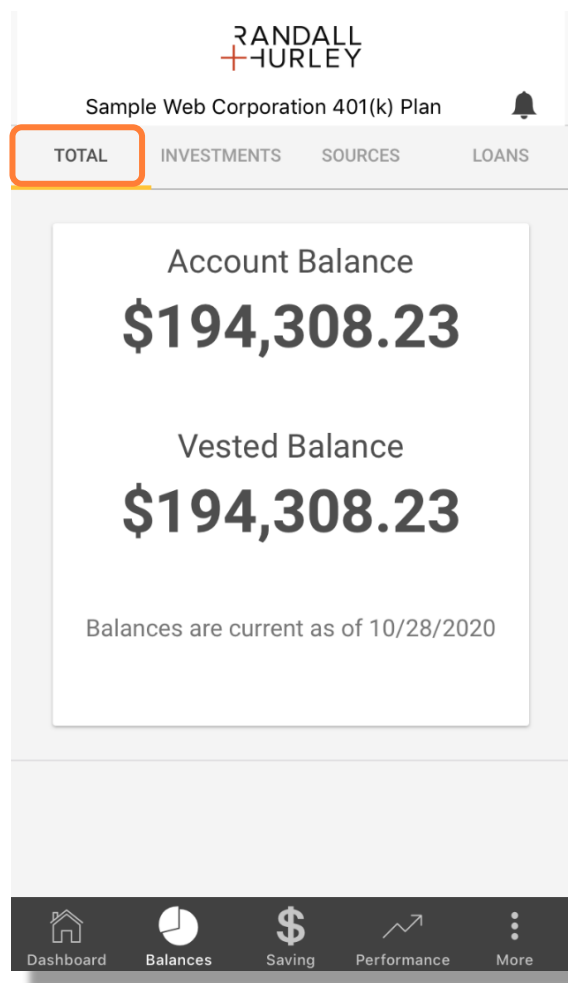 RANDALL
HURLEY
Sample Web Corporation 401(k) Plan
TOTAL INVESTMENTS SOURCES LOANS
Account Balance
$194,308.23
Vested Balance
$194,308.23
Balances are current as of 10/28/2020
Dashboard Balances Saving Performance More